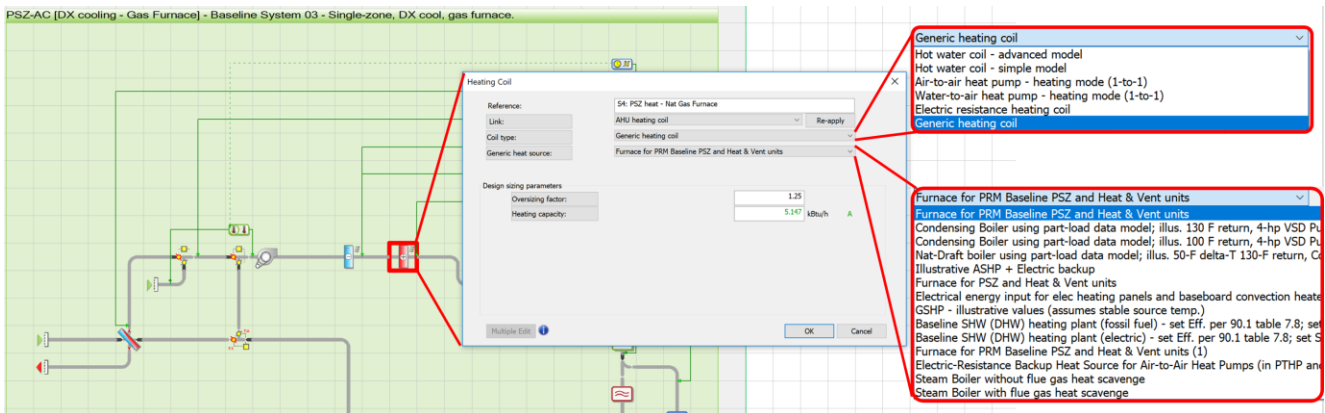 PSZ-AC [DX cooling - Gas Furnace] - Baseline System 03 - Single-zone, DX cool, gas furnace.
Heating Coil
Reference: S4: PSZ heat - Nat Gas Furnace
Link: AHU heating coil Re-apply
Coil type: Generic heating coil
Generic heat source: Furnace for PRM Baseline PSZ and Heat & Vent units
Design sizing parameters
Oversizing factor: 1.25
Heating capacity: 5.147 kBtu/h A
Multiple Edit OK Cancel
Generic heating coil
Hot water coil - advanced model
Hot water coil - simple model
Air-to-air heat pump - heating mode (1-to-1)
Water-to-air heat pump - heating mode (1-to-1)
Electric resistance heating coil
Generic heating coil
Furnace for PRM Baseline PSZ and Heat & Vent units
Furnace for PRM Baseline PSZ and Heat & Vent units
Condensing Boiler using part-load data model; illus. 130 F return, 4-hp VSD Pu
Condensing Boiler using part-load data model; illus. 100 F return, 4-hp VSD Pu
Nat-Draft boiler using part-load data model; illus. 50-F delta-T 130-F return, Co
Illustrative ASHP + Electric backup
Furnace for PSZ and Heat & Vent units
Electrical energy input for elec heating panels and baseboard convection heate
GSHP - illustrative values (assumes stable source temp.)
Baseline SHW (DHW) heating plant (fossil fuel) - set Eff. per 90.1 table 7.8; set
Baseline SHW (DHW) heating plant (electric) - set Eff. per 90.1 table 7.8; set S
Furnace for PRM Baseline PSZ and Heat & Vent units (1)
Electric-Resistance Backup Heat Source for Air-to-Air Heat Pumps (in PTHP and
Steam Boiler without flue gas heat scavenge
Steam Boiler with flue gas heat scavenge